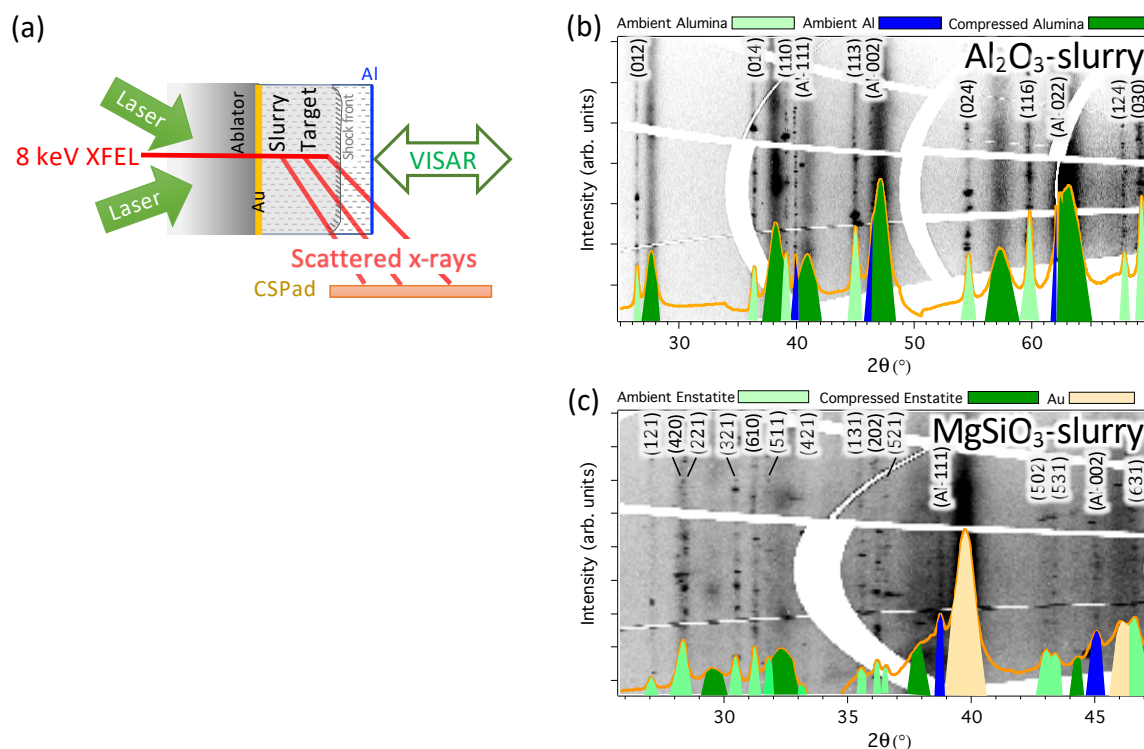 (a)
Laser
Laser
8 keV XFEL
Ablator
Au
Slurry
Target
Shock front
Al
VISAR
Scattered x-rays
CSPad
(b)
Ambient Alumina
Ambient Al
Compressed Alumina
Al₂O₃-slurry
(012)
(014)
(110)
(Al-111)
(113)
(Al-002)
(024)
(116)
(Al-022)
(124)
(030)
Intensity (arb. units)
30
40
50
60
2θ (°)
(c)
Ambient Enstatite
Compressed Enstatite
Au
MgSiO₃-slurry
(121)
(420)
(221)
(321)
(610)
(511)
(421)
(131)
(202)
(521)
(Al-111)
(502)
(531)
(Al-002)
(631)
Intensity (arb. units)
30
35
40
45
2θ (°)